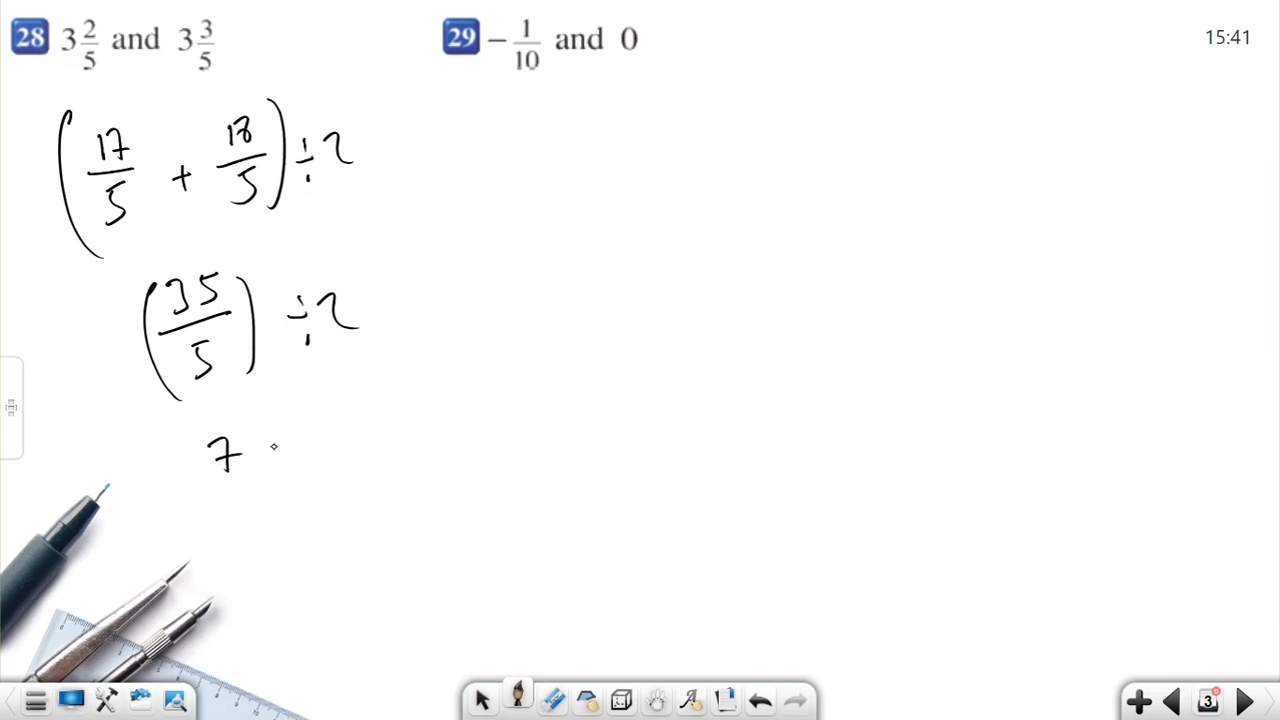 28 3 2/5 and 3 3/5
29 - 1/10 and 0
15:41
(17/5 + 18/5) ÷ 2
(35/5) ÷ 2
7
3